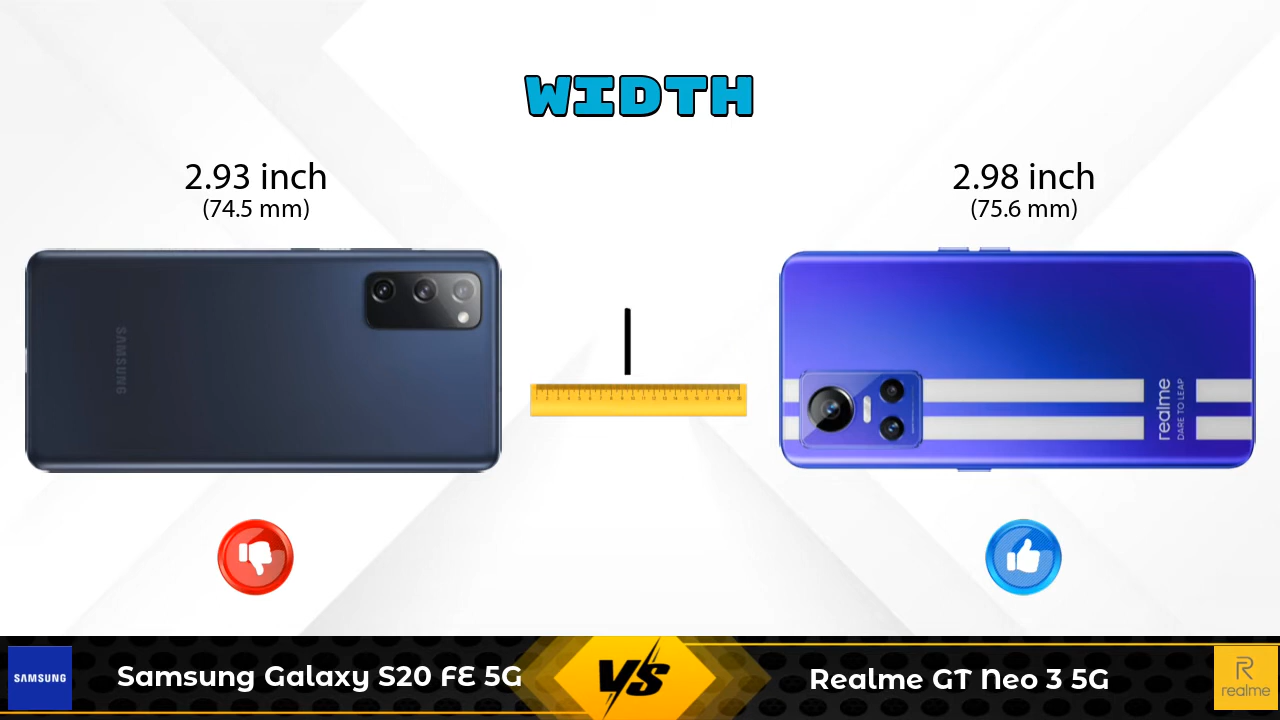 WIDTH
2.93 inch
(74.5 mm)
2.98 inch
(75.6 mm)
SAMSUNG
realme
DARE TO LEAP
SAMSUNG
Samsung Galaxy S20 FE 5G
VS
Realme GT Neo 3 5G
R
realme